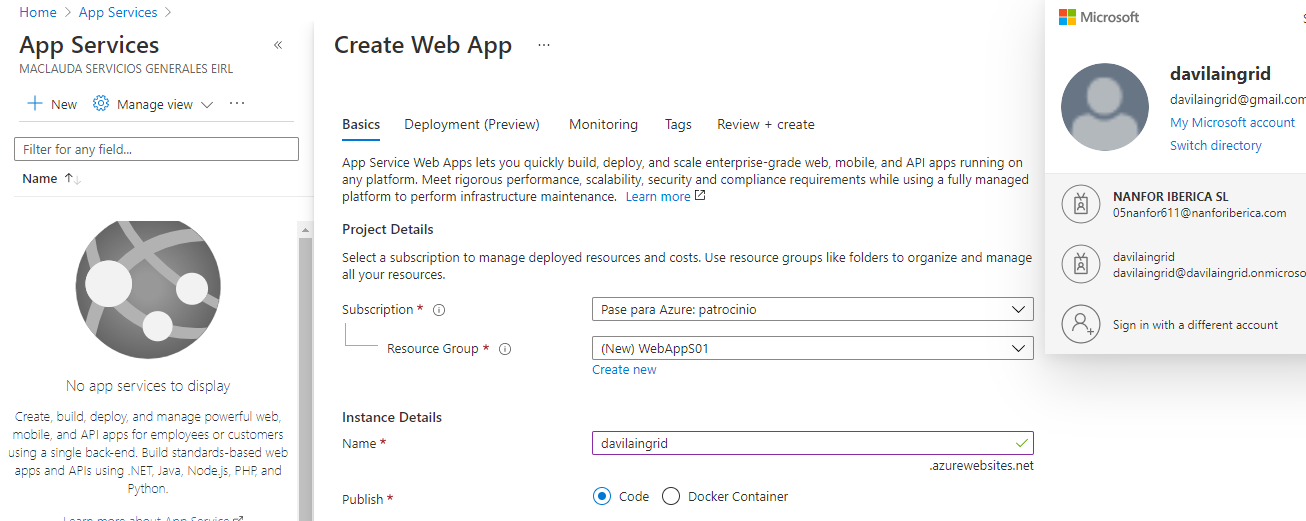 Home > App Services >
App Services «
MACLAUDA SERVICIOS GENERALES EIRL
+ New Manage view ...
Filter for any field...
Name ↑↓
No app services to display
Create, build, deploy, and manage powerful web,
mobile, and API apps for employees or customers
using a single back-end. Build standards-based web
apps and APIs using .NET, Java, Node.js, PHP, and
Python.
Learn more about App Service
Create Web App ...
Basics Deployment (Preview) Monitoring Tags Review + create
App Service Web Apps lets you quickly build, deploy, and scale enterprise-grade web, mobile, and API apps running on
any platform. Meet rigorous performance, scalability, security and compliance requirements while using a fully managed
platform to perform infrastructure maintenance. Learn more
Project Details
Select a subscription to manage deployed resources and costs. Use resource groups like folders to organize and manage
all your resources.
Subscription * Pase para Azure: patrocinio
Resource Group * (New) WebAppS01
Create new
Instance Details
Name * davilaingrid
.azurewebsites.net
Publish * Code Docker Container
Microsoft
davilaingrid
davilaingrid@gmail.com
My Microsoft account
Switch directory
NANFOR IBERICA SL
05nanfor611@nanforiberica.com
davilaingrid
davilaingrid@davilaingrid.onmicroso
Sign in with a different account